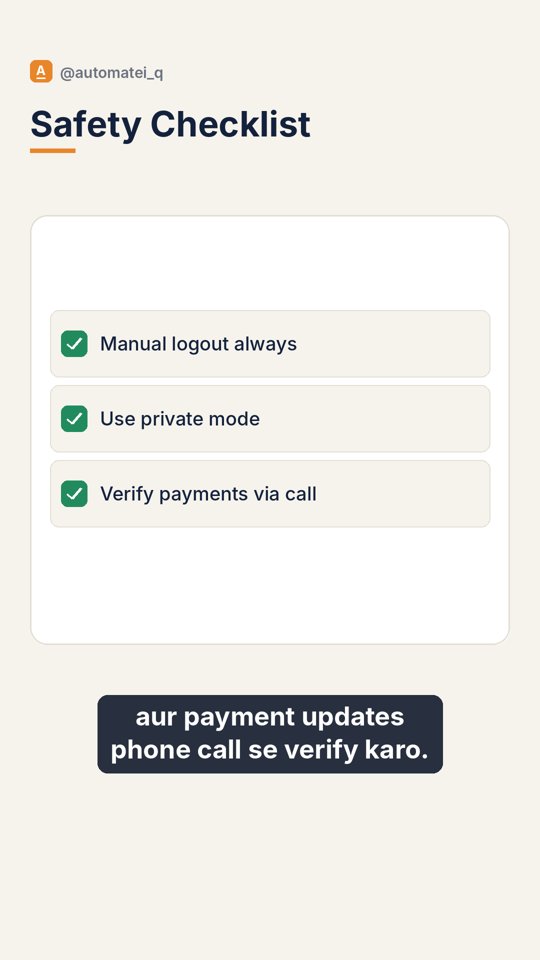 A
@automatei_q
Safety Checklist
Manual logout always
Use private mode
Verify payments via call
aur payment updates
phone call se verify karo.